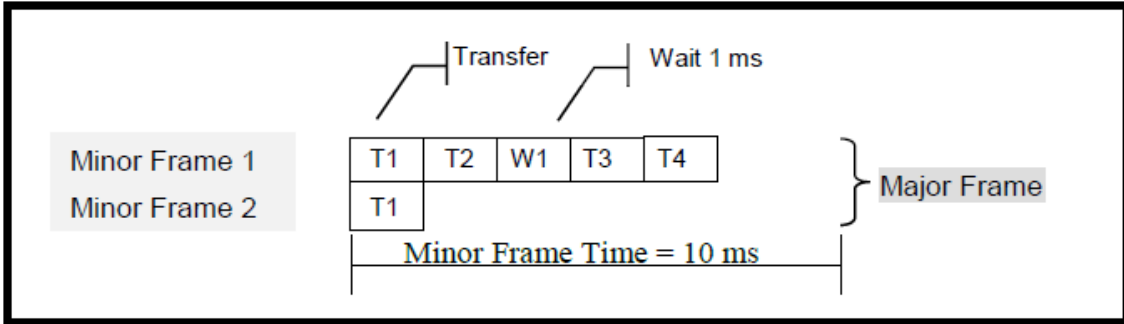 Transfer Wait 1 ms
Minor Frame 1 T1 T2 W1 T3 T4
Major Frame
Minor Frame 2 T1
Minor Frame Time = 10 ms